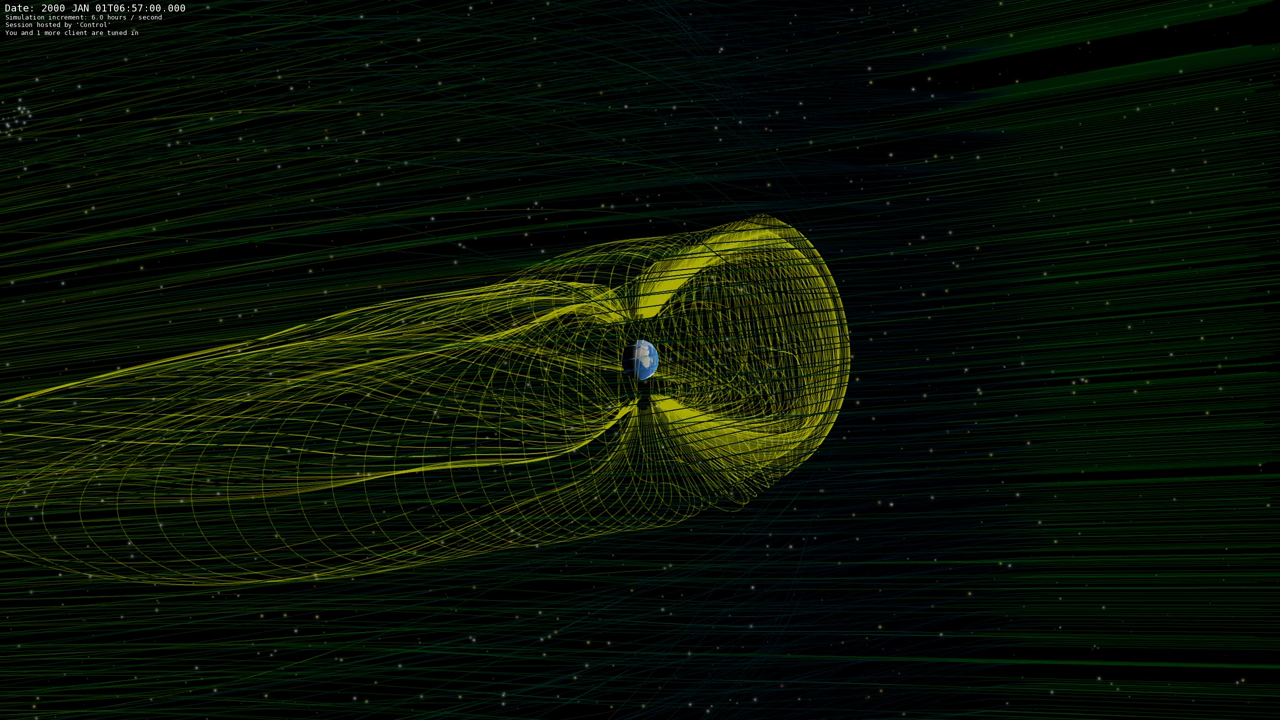 Date: 2000 JAN 01T06:57:00.000
Simulation increment: 6.0 hours / second
Session hosted by 'Control'
You and 1 more client are tuned in